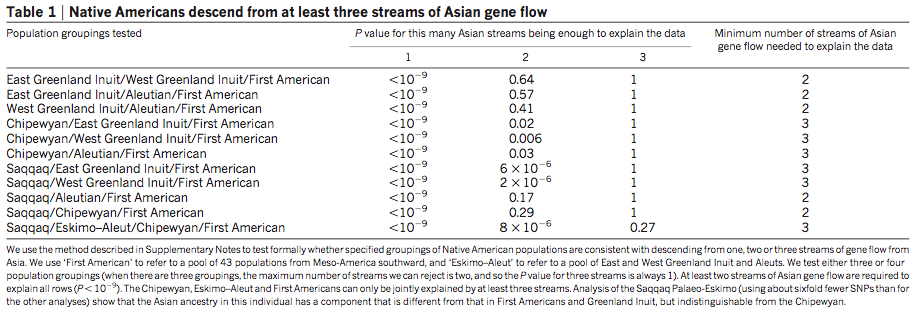 Table 1 | Native Americans descend from at least three streams of Asian gene flow
Population groupings tested P value for this many Asian streams being enough to explain the data Minimum number of streams of Asian
gene flow needed to explain the data
1 2 3
East Greenland Inuit/West Greenland Inuit/First American <10⁻⁹ 0.64 1 2
East Greenland Inuit/Aleutian/First American <10⁻⁹ 0.57 1 2
West Greenland Inuit/Aleutian/First American <10⁻⁹ 0.41 1 2
Chipewyan/East Greenland Inuit/First American <10⁻⁹ 0.02 1 3
Chipewyan/West Greenland Inuit/First American <10⁻⁹ 0.006 1 3
Chipewyan/Aleutian/First American <10⁻⁹ 0.03 1 3
Saqqaq/East Greenland Inuit/First American <10⁻⁹ 6 × 10⁻⁶ 1 3
Saqqaq/West Greenland Inuit/First American <10⁻⁹ 2 × 10⁻⁶ 1 3
Saqqaq/Aleutian/First American <10⁻⁹ 0.17 1 2
Saqqaq/Chipewyan/First American <10⁻⁹ 0.29 1 2
Saqqaq/Eskimo–Aleut/Chipewyan/First American <10⁻⁹ 8 × 10⁻⁶ 0.27 3
We use the method described in Supplementary Notes to test formally whether specified groupings of Native American populations are consistent with descending from one, two or three streams of gene flow from
Asia. We use ‘First American’ to refer to a pool of 43 populations from Meso-America southward, and ‘Eskimo–Aleut’ to refer to a pool of East and West Greenland Inuit and Aleuts. We test either three or four
population groupings (when there are three groupings, the maximum number of streams we can reject is two, and so the P value for three streams is always 1). At least two streams of Asian gene flow are required to
explain all rows (P < 10⁻⁹). The Chipewyan, Eskimo–Aleut and First Americans can only be jointly explained by at least three streams. Analysis of the Saqqaq Palaeo-Eskimo (using about sixfold fewer SNPs than for
the other analyses) show that the Asian ancestry in this individual has a component that is different from that in First Americans and Greenland Inuit, but indistinguishable from the Chipewyan.